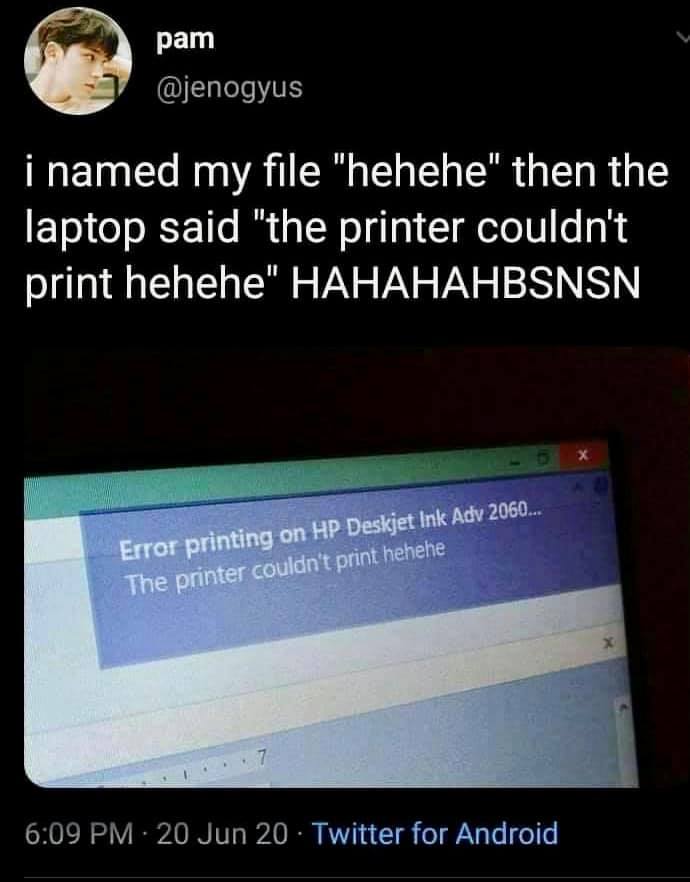 pam
@jenogyus
i named my file "hehehe" then the
laptop said "the printer couldn't
print hehehe" HAHAHAHBSNSN
x
Error printing on HP Deskjet Ink Adv 2060...
The printer couldn't print hehehe
x
7
6:09 PM · 20 Jun 20 · Twitter for Android